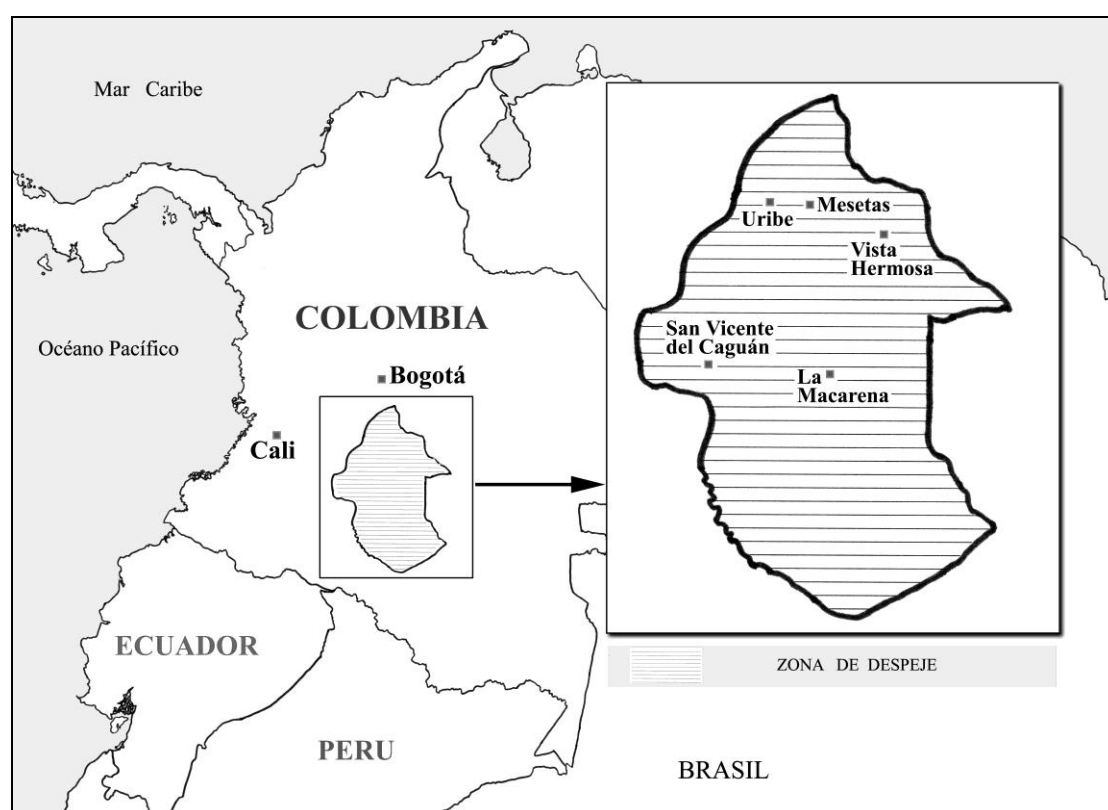 Mar Caribe
Océano Pacífico
COLOMBIA
Bogotá
Cali
ECUADOR
PERU
BRASIL
Uribe
Mesetas
Vista
Hermosa
San Vicente
del Caguán
La
Macarena
ZONA DE DESPEJE